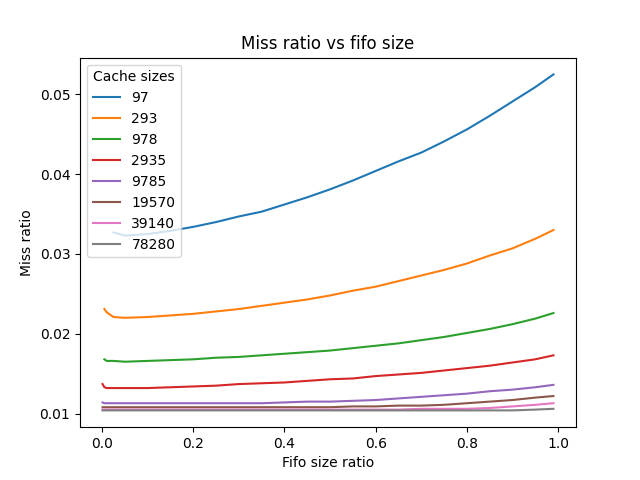 Miss ratio vs fifo size
Cache sizes
97
293
978
2935
9785
19570
39140
78280
0.05
0.04
0.03
0.02
0.01
Miss ratio
0.0 0.2 0.4 0.6 0.8 1.0
Fifo size ratio